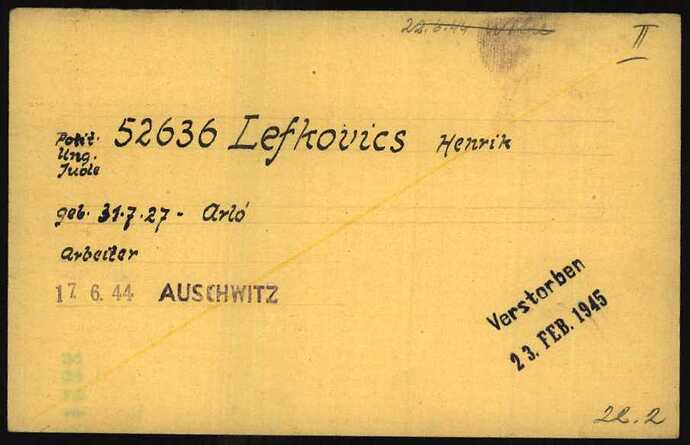 22.6.44
II
Polit. 52636 Lefkovics Henrik
Ung.
Jude
geb. 31.7.27 - Arló
Arbeiter
17. 6. 44 AUSCHWITZ
Verstorben
23. FEB. 1945
22.2